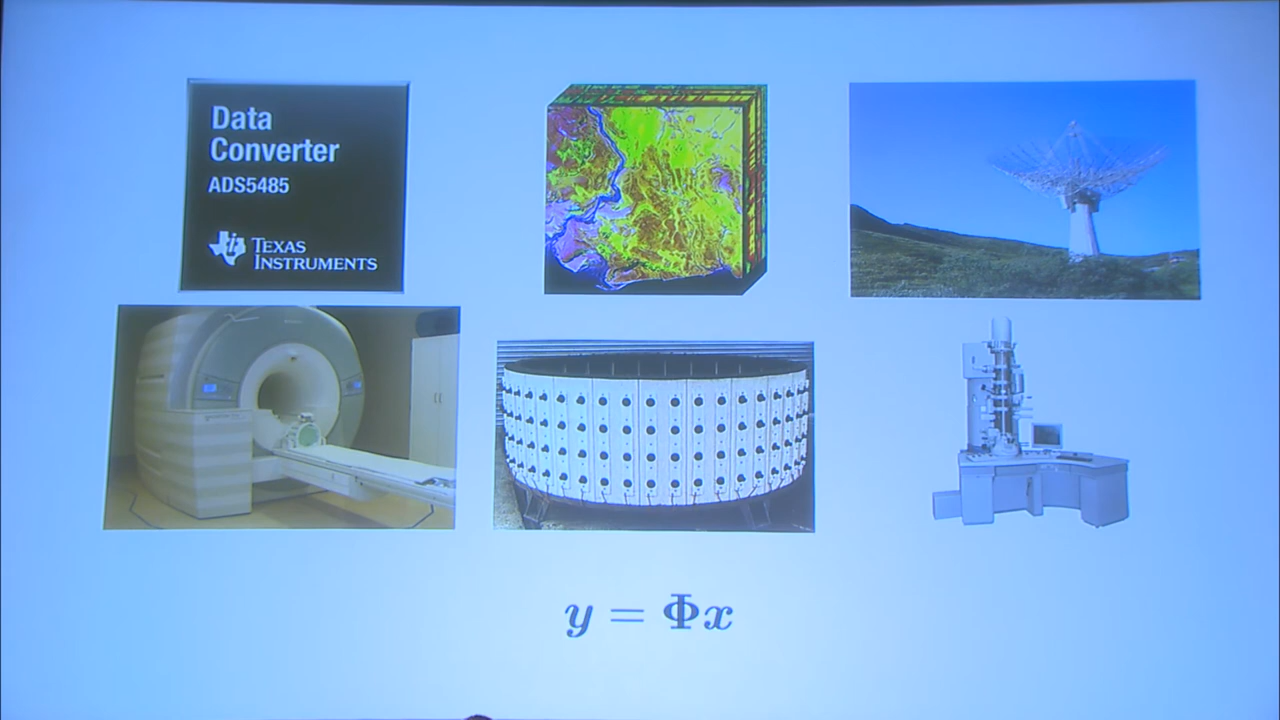 Data
Converter
ADS5485
TEXAS
INSTRUMENTS
y = Φx